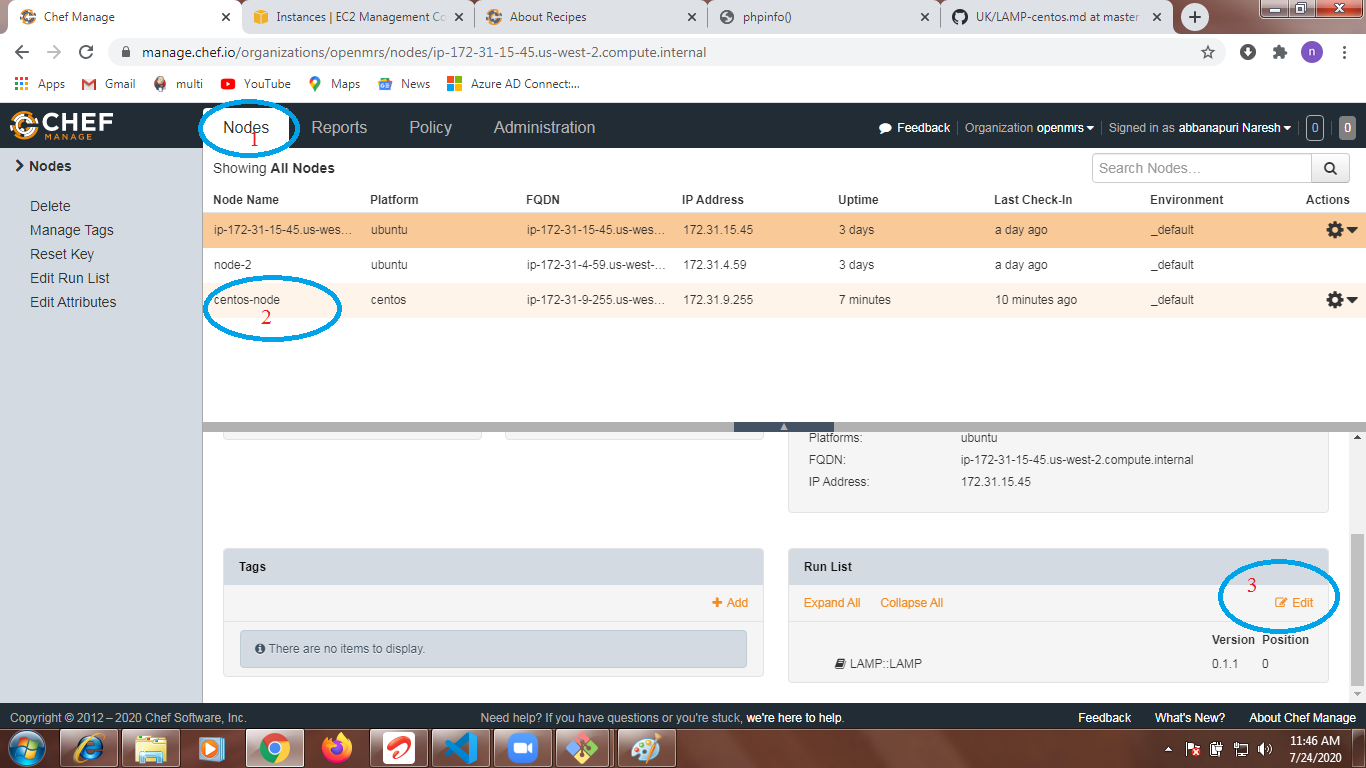 Chef Manage
Instances | EC2 Management Co
About Recipes
phpinfo()
UK/LAMP-centos.md at master
manage.chef.io/organizations/openmrs/nodes/ip-172-31-15-45.us-west-2.compute.internal
n
Apps Gmail multi YouTube Maps News Azure AD Connect:...
CHEF
MANAGE
Nodes Reports Policy Administration
1
Feedback Organization openmrs Signed in as abbanapuri Naresh 0 0
Nodes
Delete
Manage Tags
Reset Key
Edit Run List
Edit Attributes
Showing All Nodes
Search Nodes...
Node Name Platform FQDN IP Address Uptime Last Check-In Environment Actions
ip-172-31-15-45.us-wes... ubuntu ip-172-31-15-45.us-wes... 172.31.15.45 3 days a day ago _default
node-2 ubuntu ip-172-31-4-59.us-west-... 172.31.4.59 3 days a day ago _default
centos-node centos ip-172-31-9-255.us-wes... 172.31.9.255 7 minutes 10 minutes ago _default
2
Platforms: ubuntu
FQDN: ip-172-31-15-45.us-west-2.compute.internal
IP Address: 172.31.15.45
Tags
Add
There are no items to display.
Run List
3
Expand All Collapse All Edit
Version Position
LAMP::LAMP 0.1.1 0
Copyright © 2012 – 2020 Chef Software, Inc.
Need help? If you have questions or you're stuck, we're here to help.
Feedback What's New? About Chef Manage
11:46 AM
7/24/2020